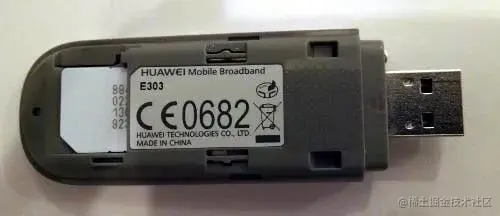 HUAWEI Mobile Broadband
E303
CE0682
HUAWEI TECHNOLOGIES CO., LTD.
MADE IN CHINA
@稀土掘金技术社区